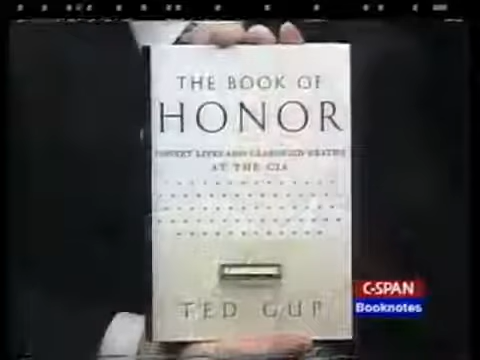 THE BOOK OF
HONOR
COVERT LIVES AND CLASSIFIED DEATHS
AT THE CIA
TED GUP
C-SPAN
Booknotes